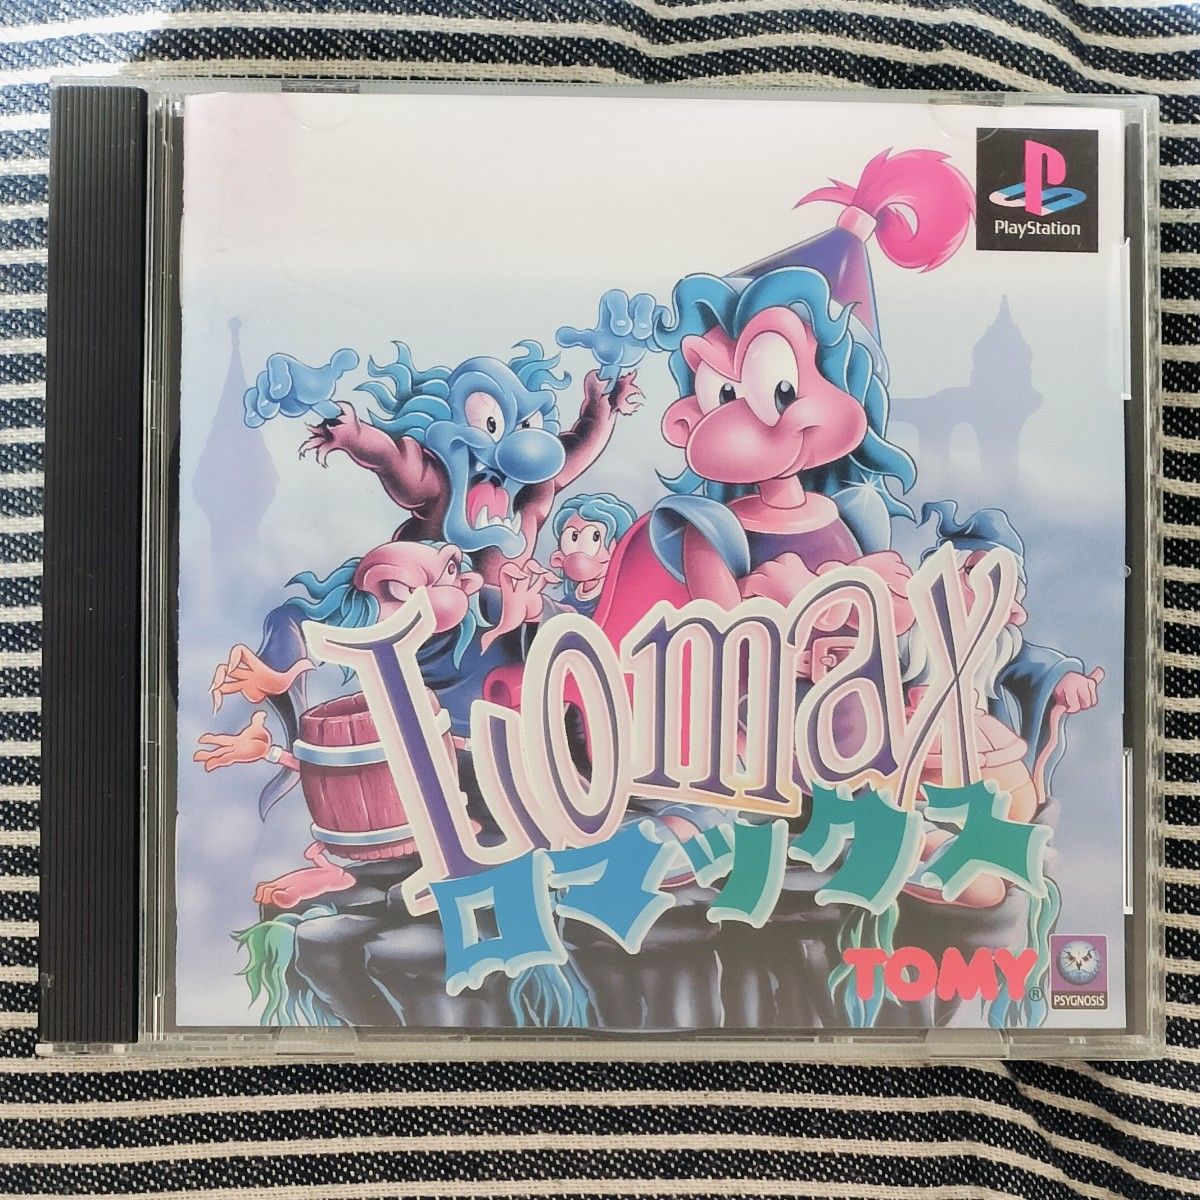 PlayStation
Lomax
ロマックス
TOMY®
PSYGNOSIS